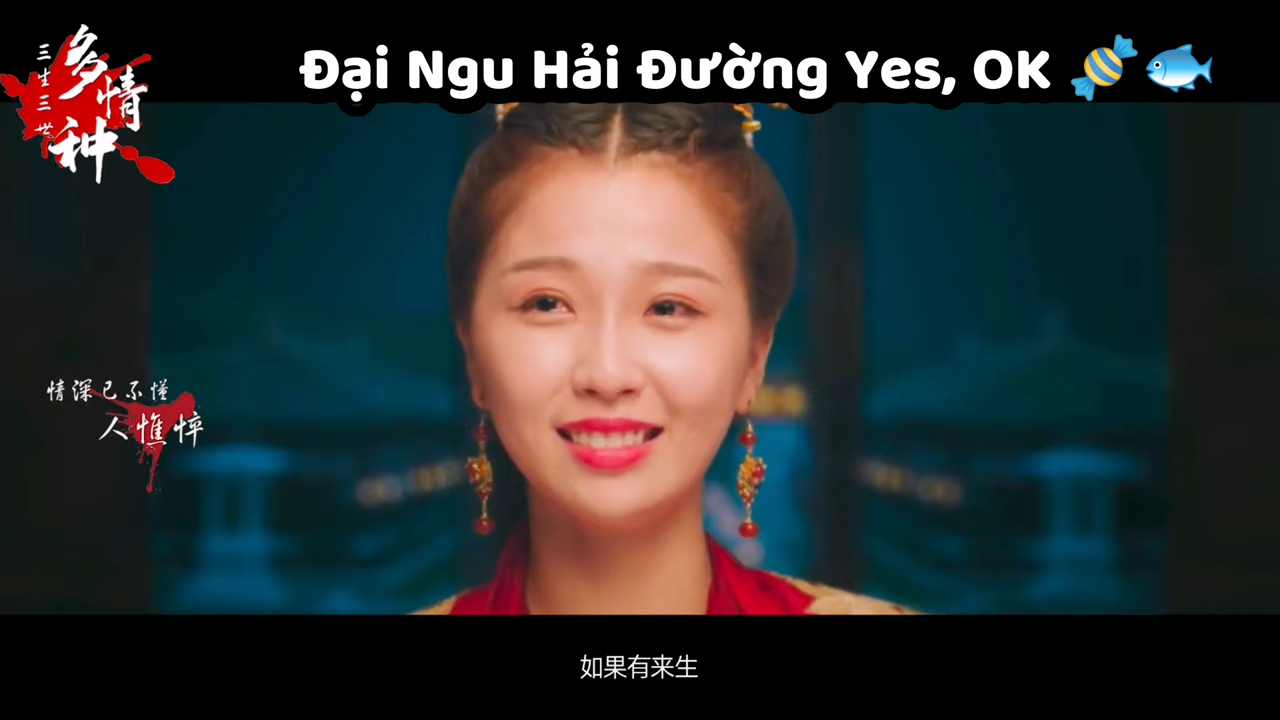 三生三世
多情种
Đại Ngu Hải Đường Yes, OK 🍬🐟
情深已不懂
人憔悴
如果有来生